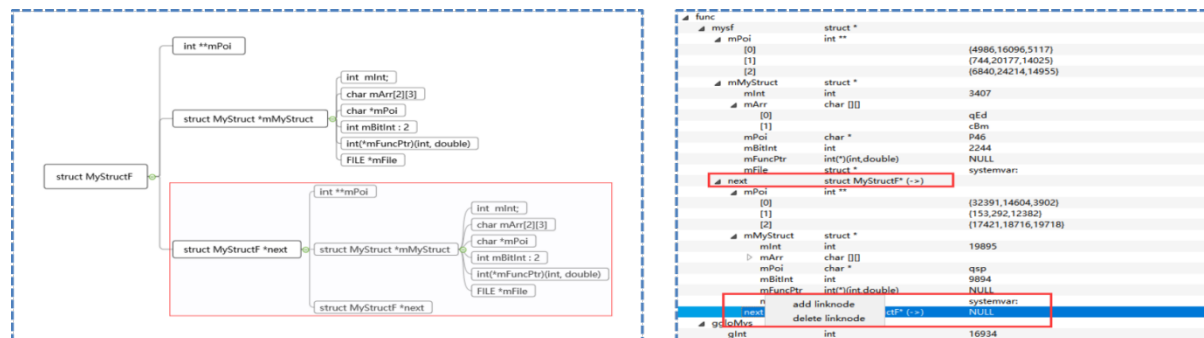 int **mPoi
int mInt;
char mArr[2][3]
char *mPoi
struct MyStruct *mMyStruct
int mBitInt : 2
int(*mFuncPtr)(int, double)
FILE *mFile
struct MyStructF
int **mPoi
int mInt;
char mArr[2][3]
char *mPoi
struct MyStructF *next
struct MyStruct *mMyStruct
int mBitInt : 2
int(*mFuncPtr)(int, double)
FILE *mFile
struct MyStructF *next
func
mysf struct *
mPoi int **
[0] {4986,16096,5117}
[1] {744,20177,14025}
[2] {6840,24214,14955}
mMyStruct struct *
mInt int 3407
mArr char [][]
[0] qEd
[1] cBm
mPoi char * P46
mBitInt int 2244
mFuncPtr int(*)(int,double) NULL
mFile struct * systemvar:
next struct MyStructF* (->)
mPoi int **
[0] {32391,14604,3902}
[1] {153,292,12382}
[2] {17421,18716,19718}
mMyStruct struct *
mInt int 19895
mArr char [][]
mPoi char * qsp
mBitInt int 9894
mFuncPtr int(*)(int,double) NULL
systemvar:
add linknode
next ctF* (->) NULL
delete linknode
gInt int 16934